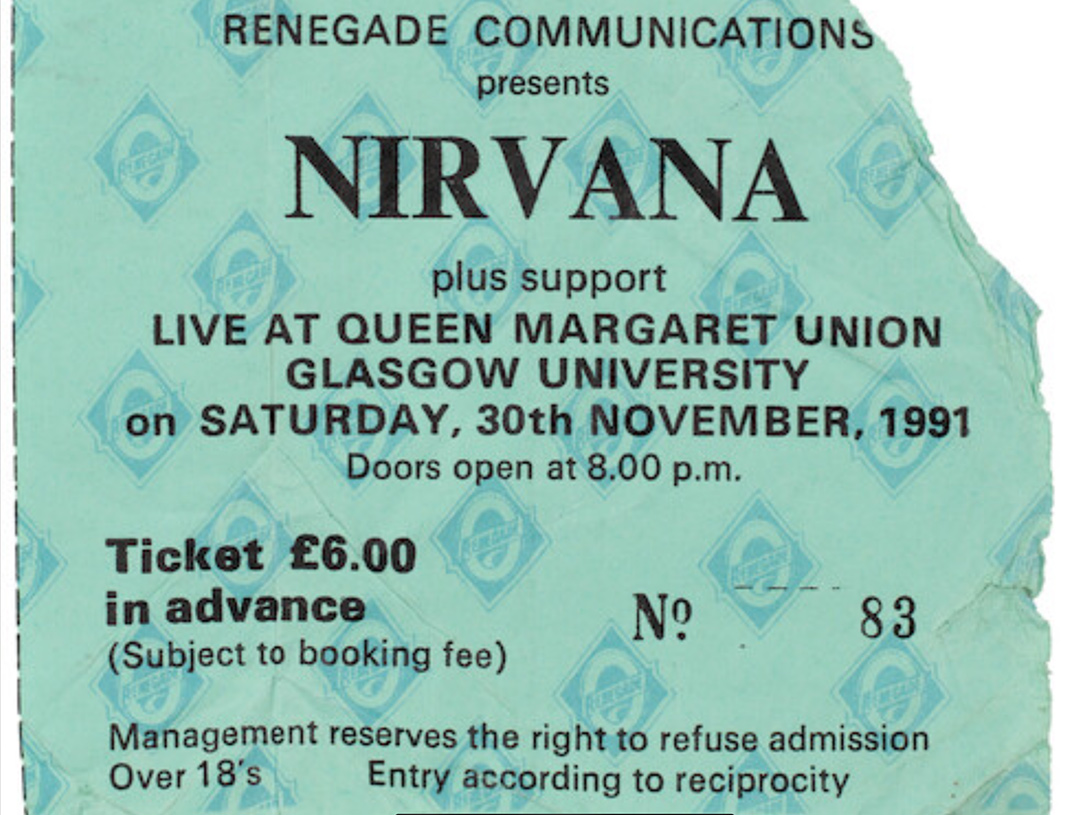 RENEGADE COMMUNICATIONS
presents
NIRVANA
plus support
LIVE AT QUEEN MARGARET UNION
GLASGOW UNIVERSITY
on SATURDAY, 30th NOVEMBER, 1991
Doors open at 8.00 p.m.
Ticket £6.00
in advance
(Subject to booking fee)
Nº 83
Management reserves the right to refuse admission
Over 18's Entry according to reciprocity